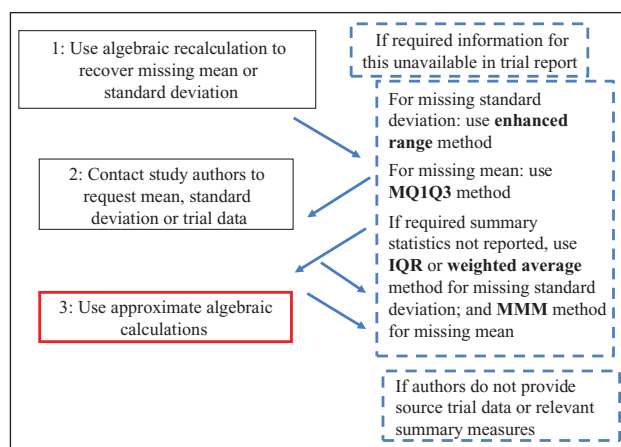 1: Use algebraic recalculation to
recover missing mean or
standard deviation
If required information for
this unavailable in trial report
For missing standard
deviation: use enhanced
range method
2: Contact study authors to
request mean, standard
deviation or trial data
For missing mean: use
MQ1Q3 method
If required summary
statistics not reported, use
IQR or weighted average
method for missing standard
deviation; and MMM method
for missing mean
3: Use approximate algebraic
calculations
If authors do not provide
source trial data or relevant
summary measures